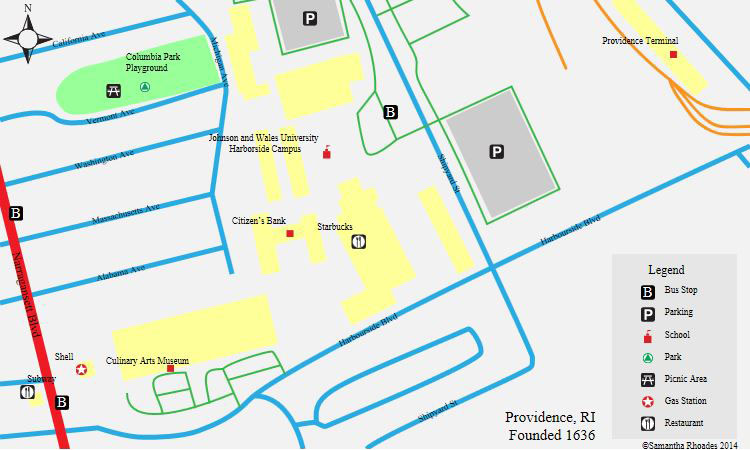 N
California Ave
Michigan Ave
P
Providence Terminal
Columbia Park
Playground
Vermont Ave
B
Johnson and Wales University
Harborside Campus
P
Washington Ave
Shipyard St
B
Massachusetts Ave
Citizen's Bank
Starbucks
Harbourside Blvd
Narragansett Blvd
Alabama Ave
Harbourside Blvd
Shell
Culinary Arts Museum
Subway
B
Shipyard St
Legend
B Bus Stop
P Parking
School
Park
Picnic Area
Gas Station
Restaurant
Providence, RI
Founded 1636
©Samantha Rhoades 2014